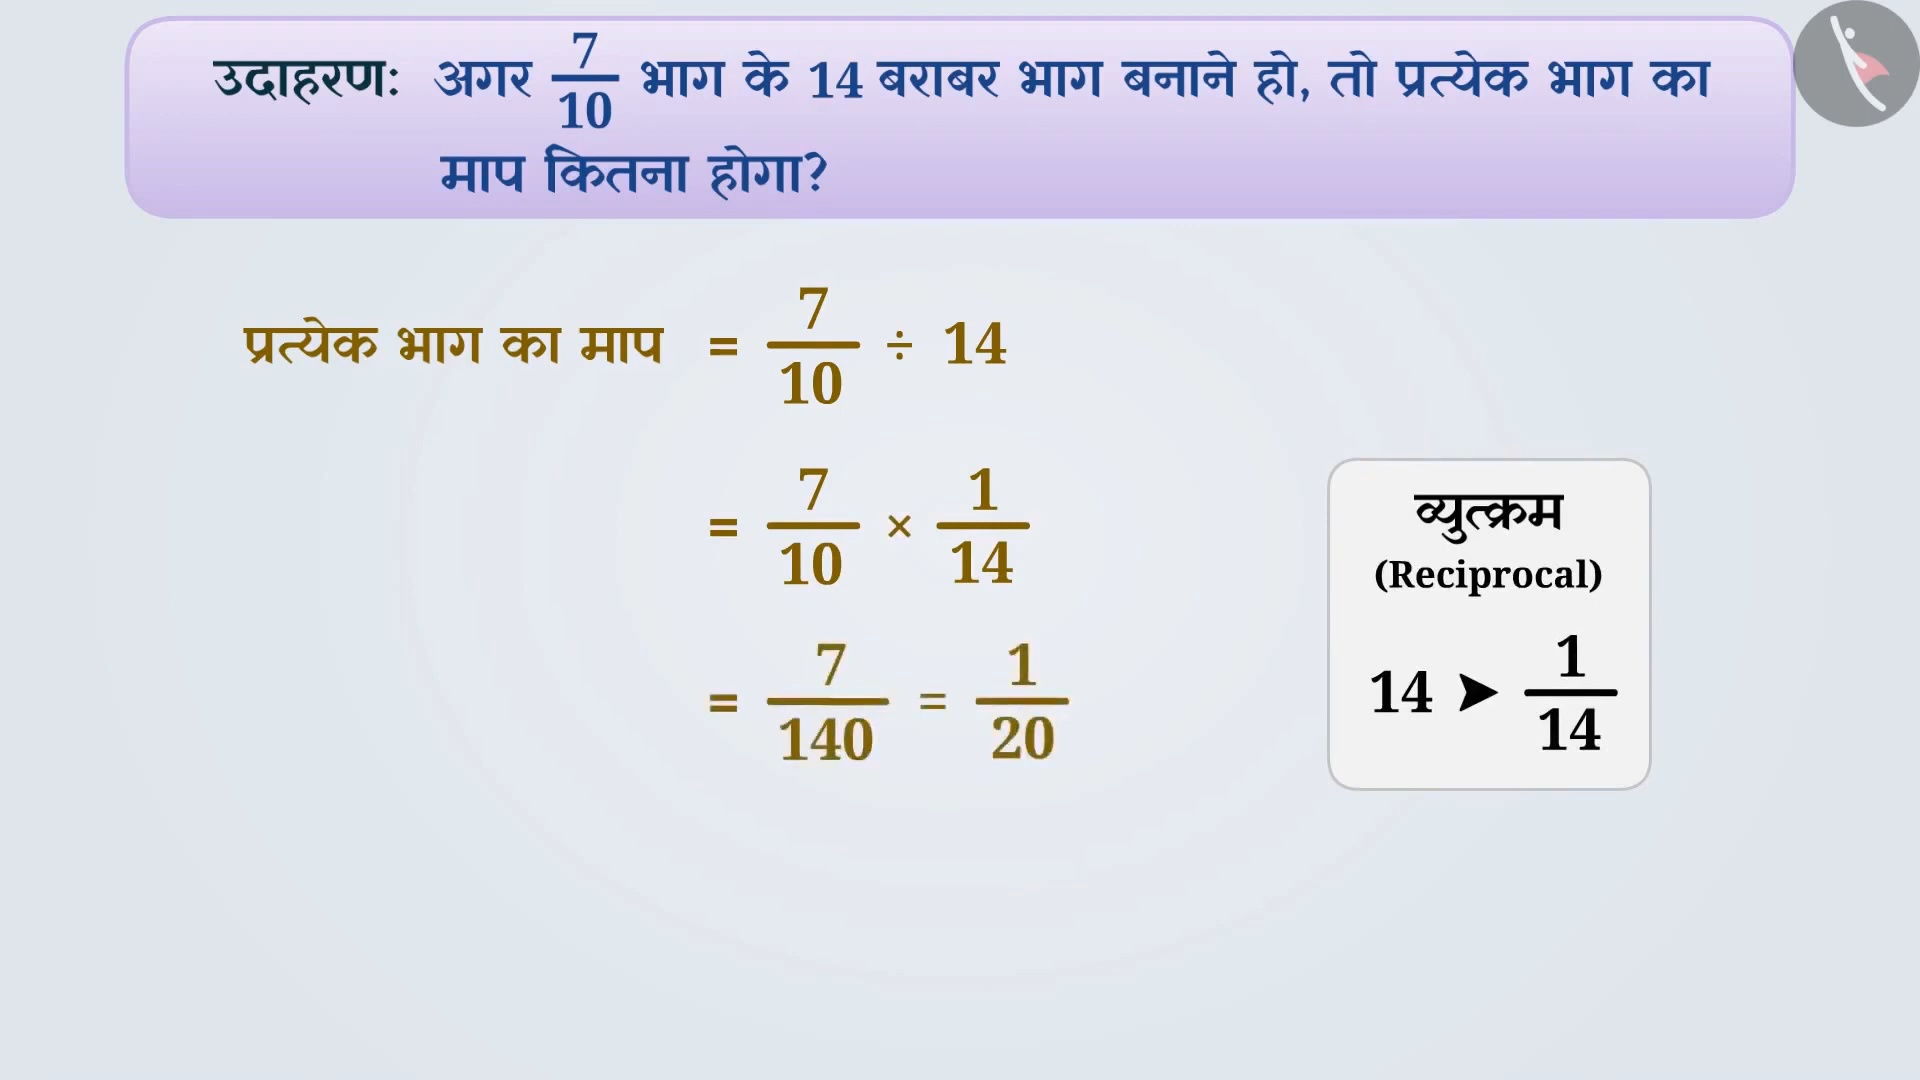 उदाहरणः अगर 7/10 भाग के 14 बराबर भाग बनाने हो, तो प्रत्येक भाग का
माप कितना होगा?
प्रत्येक भाग का माप = 7/10 ÷ 14
= 7/10 × 1/14
= 7/140 = 1/20
व्युत्क्रम
(Reciprocal)
14 ➤ 1/14